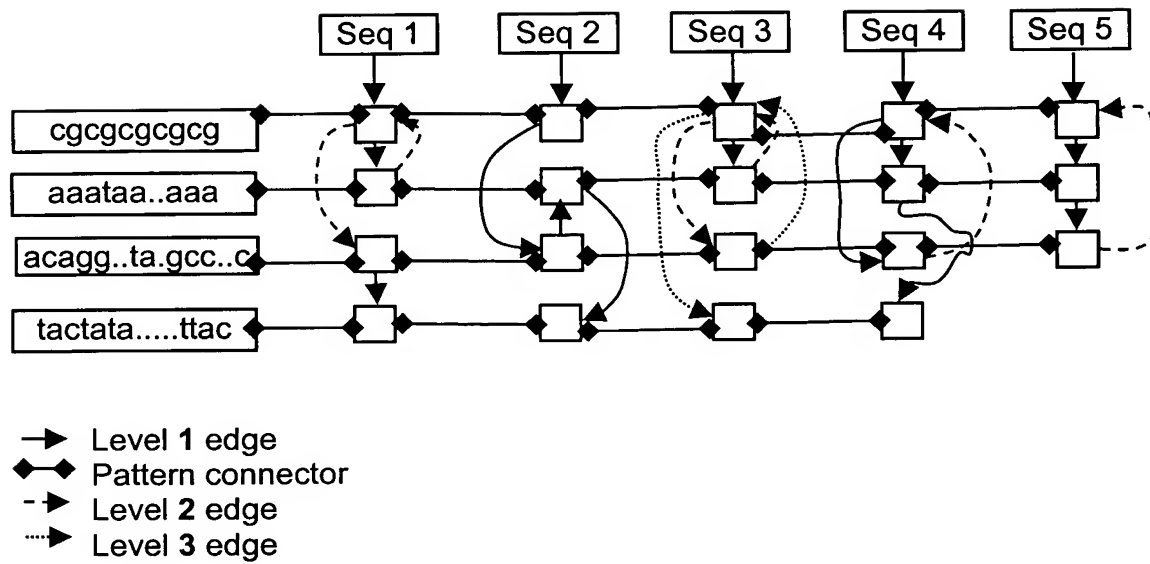 Seq 1 Seq 2 Seq 3 Seq 4 Seq 5
cgcgcgcgcg
aaataa..aaa
acagg..ta.gcc..c
tactata.....ttac
Level 1 edge
Pattern connector
Level 2 edge
Level 3 edge